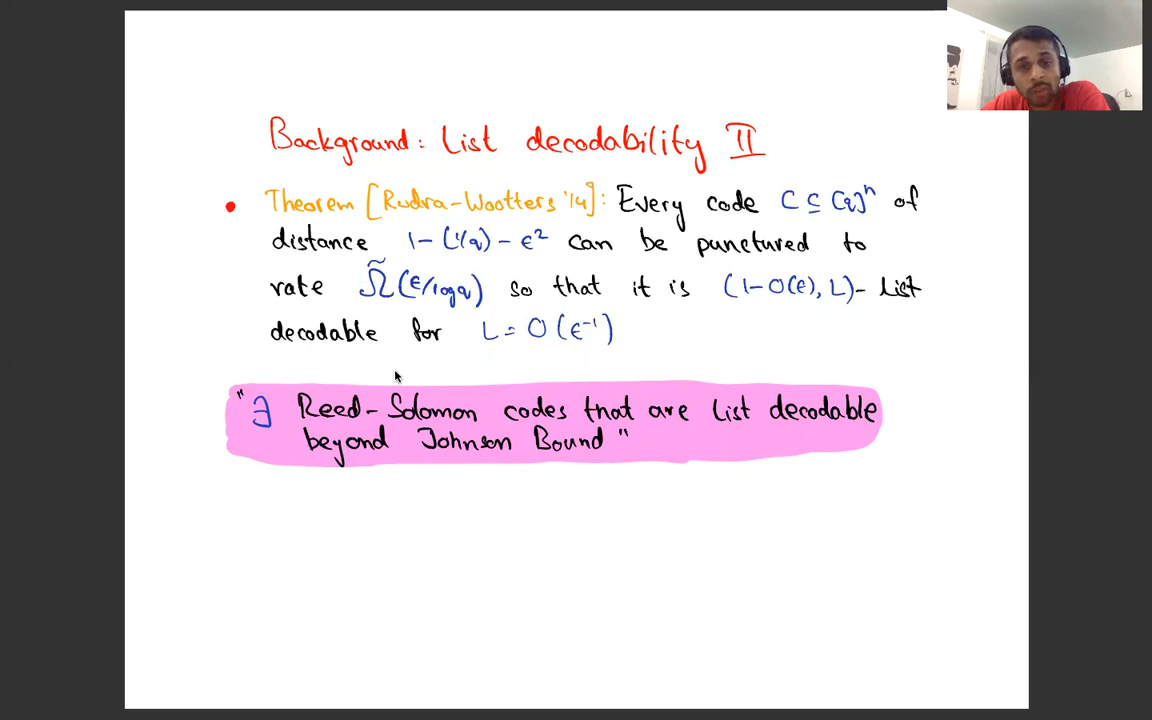 Background: List decodability II
• Theorem [Rudra-Wootters '14]: Every code C ⊆ [q]^n of
distance 1-(1/q)-ε² can be punctured to
rate Ω̃(ε/log q) so that it is (1-O(ε), L)-list
decodable for L = O(ε⁻¹)
"∃ Reed-Solomon codes that are list decodable
beyond Johnson Bound"